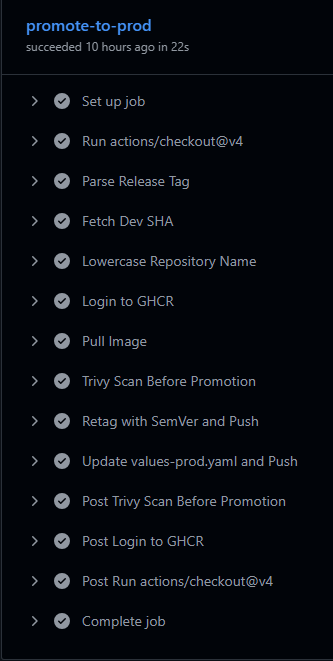 promote-to-prod
succeeded 10 hours ago in 22s
Set up job
Run actions/checkout@v4
Parse Release Tag
Fetch Dev SHA
Lowercase Repository Name
Login to GHCR
Pull Image
Trivy Scan Before Promotion
Retag with SemVer and Push
Update values-prod.yaml and Push
Post Trivy Scan Before Promotion
Post Login to GHCR
Post Run actions/checkout@v4
Complete job